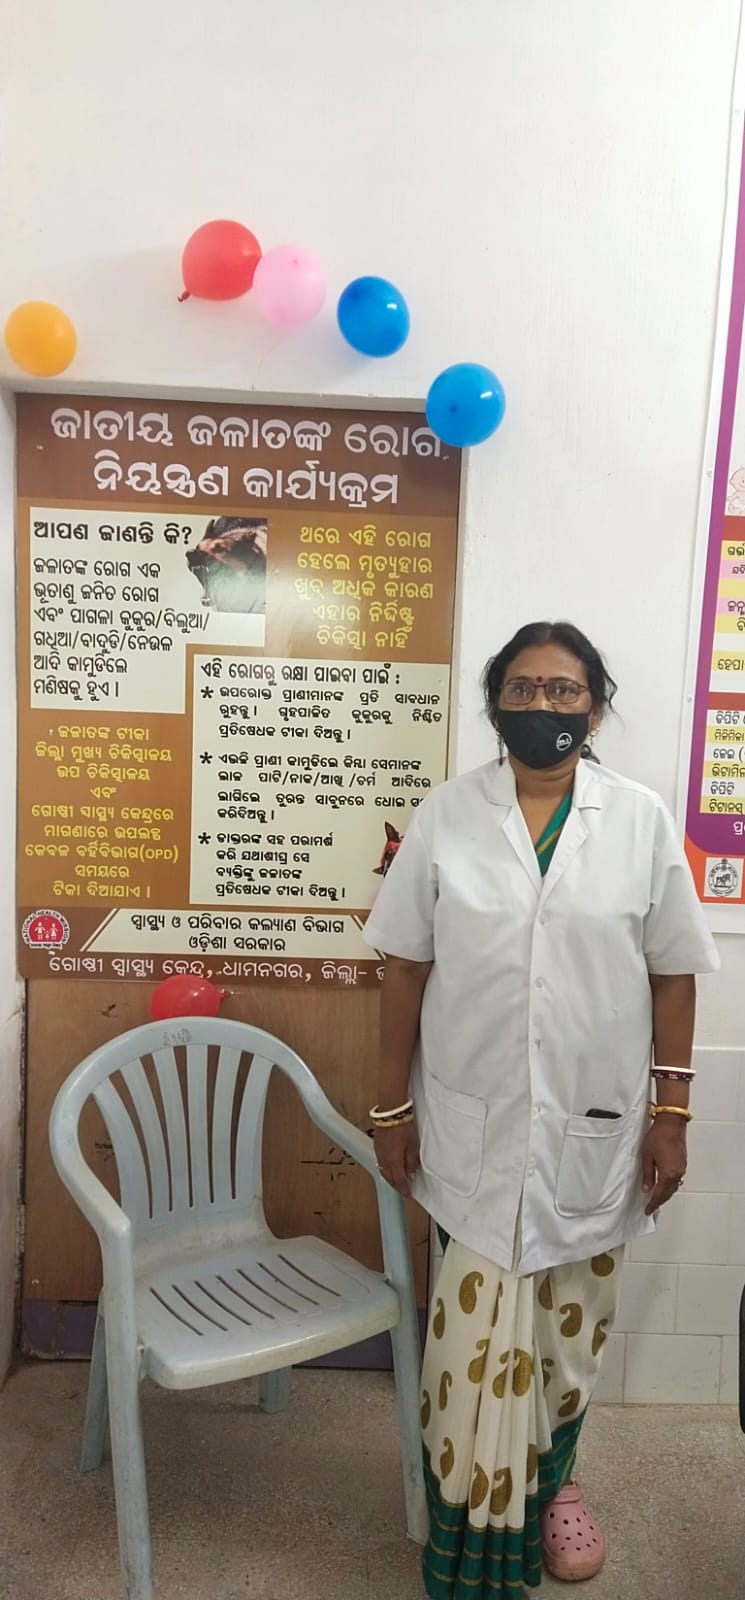 ଜାତୀୟ ଜଳାତଙ୍କ ରୋଗ
ନିୟନ୍ତ୍ରଣ କାର୍ଯ୍ୟକ୍ରମ
ଆପଣ ଜାଣନ୍ତି କି?
ଜଳାତଙ୍କ ରୋଗ ଏକ
ଭୂତାଣୁ ଜନିତ ରୋଗ
ଏବଂ ପାଗଳା କୁକୁର/ବିଲୁଆ/
ଗଧିଆ/ବାଦୁଡି/ନେଉଳ
ଆଦି କାମୁଡିଲେ
ମଣିଷକୁ ହୁଏ ।
ଥରେ ଏହି ରୋଗ
ହେଲେ ମୃତ୍ୟୁହାର
ଖୁବ୍ ଅଧିକ କାରଣ
ଏହାର ନିର୍ଦ୍ଦିଷ୍ଟ
ଚିକିତ୍ସା ନାହିଁ
ଏହି ରୋଗରୁ ରକ୍ଷା ପାଇବା ପାଇଁ :
* ଉପରୋକ୍ତ ପ୍ରାଣୀମାନଙ୍କ ପ୍ରତି ସାବଧାନ
ରୁହନ୍ତୁ । ଗୃହପାଳିତ କୁକୁରକୁ ନିଶ୍ଚିତ
ପ୍ରତିଷେଧକ ଟୀକା ଦିଅନ୍ତୁ ।
* ଏଭଳି ପ୍ରାଣୀ କାମୁଡିଲେ କିମ୍ବା ସେମାନଙ୍କ
ଲାଳ ପାଟି/ନାକ/ଆଖି /ଚର୍ମ ଆଦିରେ
ଲାଗିଲେ ତୁରନ୍ତ ସାବୁନରେ ଧୋଇ
କରିଦିଅନ୍ତୁ ।
* ଡାକ୍ତରଙ୍କ ସହ ପରାମର୍ଶ
କରି ଯଥାଶୀଘ୍ର ସେ
ବ୍ୟକ୍ତିଙ୍କୁ ଜଳାତଙ୍କ
ପ୍ରତିଷେଧକ ଟୀକା ଦିଅନ୍ତୁ ।
ଜଳାତଙ୍କ ଟୀକା
ଜିଲ୍ଲା ମୁଖ୍ୟ ଚିକିତ୍ସାଳୟ
ଉପ ଚିକିତ୍ସାଳୟ
ଏବଂ
ଗୋଷ୍ଠୀ ସ୍ୱାସ୍ଥ୍ୟ କେନ୍ଦ୍ରରେ
ମାଗଣାରେ ଉପଲବ୍ଧ
କେବଳ ବର୍ହିବିଭାଗ(OPD)
ସମୟରେ
ଟିକା ଦିଆଯାଏ ।
NATIONAL HEALTH MISSION
ସ୍ୱାସ୍ଥ୍ୟ ଓ ପରିବାର କଲ୍ୟାଣ ବିଭାଗ
ଓଡ଼ିଶା ସରକାର
ଗୋଷ୍ଠୀ ସ୍ୱାସ୍ଥ୍ୟ କେନ୍ଦ୍ର, ଧାମନଗର, ଜିଲ୍ଲା-
ଡିପିଟି
ଭିଟାମିନ
ଡିପିଟି